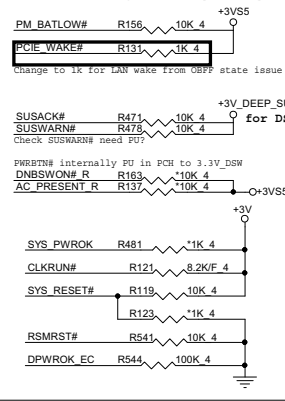 +3VS5
PM_BATLOW# R156 10K_4
PCIE_WAKE# R131 1K_4
Change to 1k for LAN wake from OBFF state issue
+3V_DEEP_SU
SUSACK# R471 10K_4 for DS
SUSWARN# R478 10K_4
Check SUSWARN# need PU?
PWRBTN# internally PU in PCH to 3.3V_DSW
DNBSWON#_R R163 *10K_4
AC_PRESENT_R R137 *10K_4 +3VS5
+3V
SYS_PWROK R481 *1K_4
CLKRUN# R121 8.2K/F_4
SYS_RESET# R119 10K_4
R123 *1K_4
RSMRST# R541 10K_4
DPWROK_EC R544 100K_4